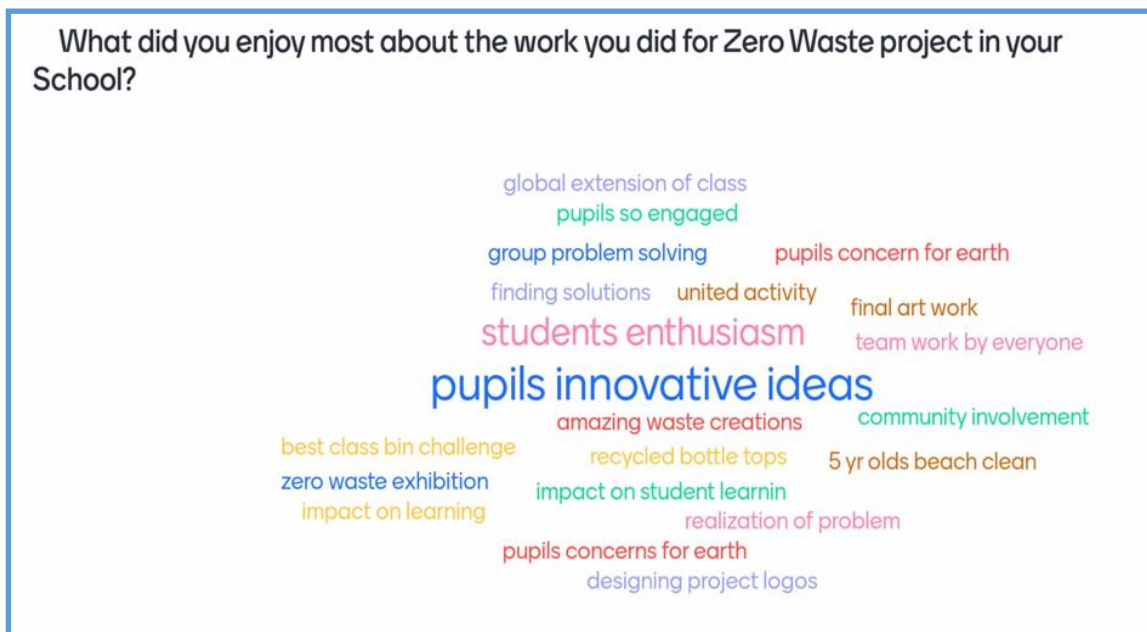 What did you enjoy most about the work you did for Zero Waste project in your
School?
global extension of class
pupils so engaged
group problem solving
pupils concern for earth
finding solutions
united activity
final art work
students enthusiasm
team work by everyone
pupils innovative ideas
amazing waste creations
community involvement
best class bin challenge
recycled bottle tops
5 yr olds beach clean
zero waste exhibition
impact on student learnin
impact on learning
realization of problem
pupils concerns for earth
designing project logos